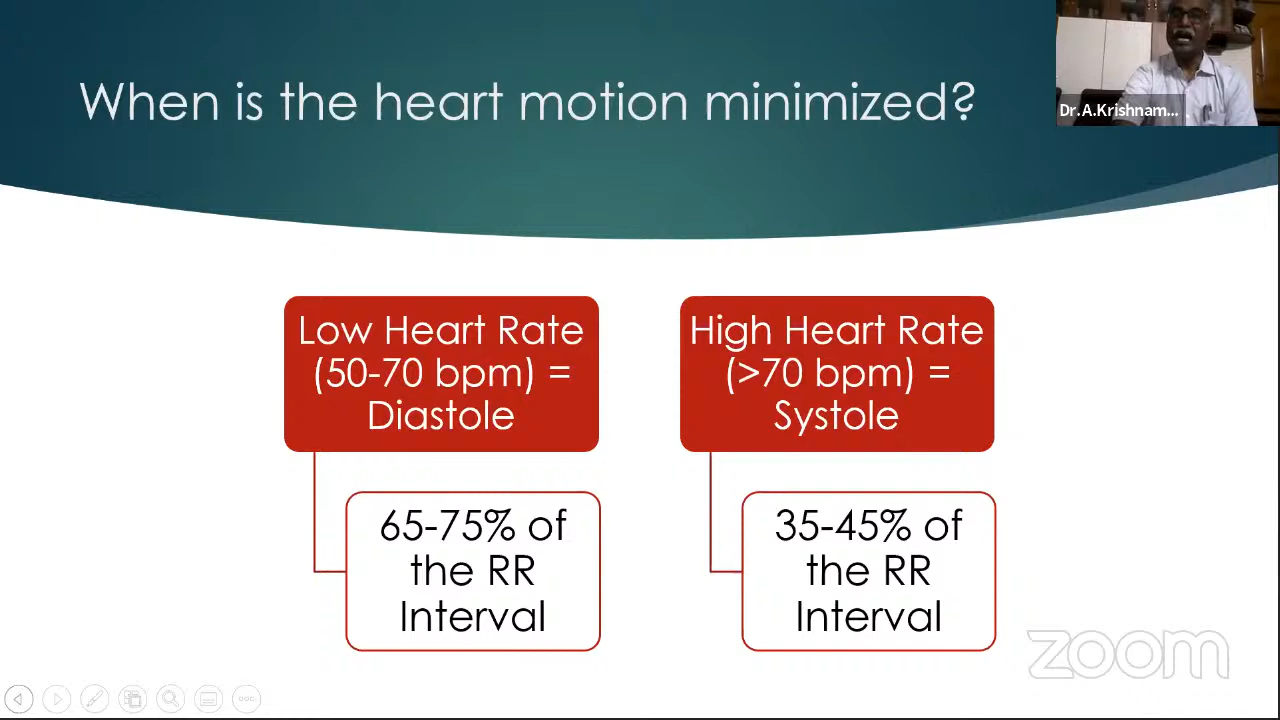 When is the heart motion minimized?
Dr.A.Krishnam...
Low Heart Rate
(50-70 bpm) =
Diastole
65-75% of
the RR
Interval
High Heart Rate
(>70 bpm) =
Systole
35-45% of
the RR
Interval
zoom